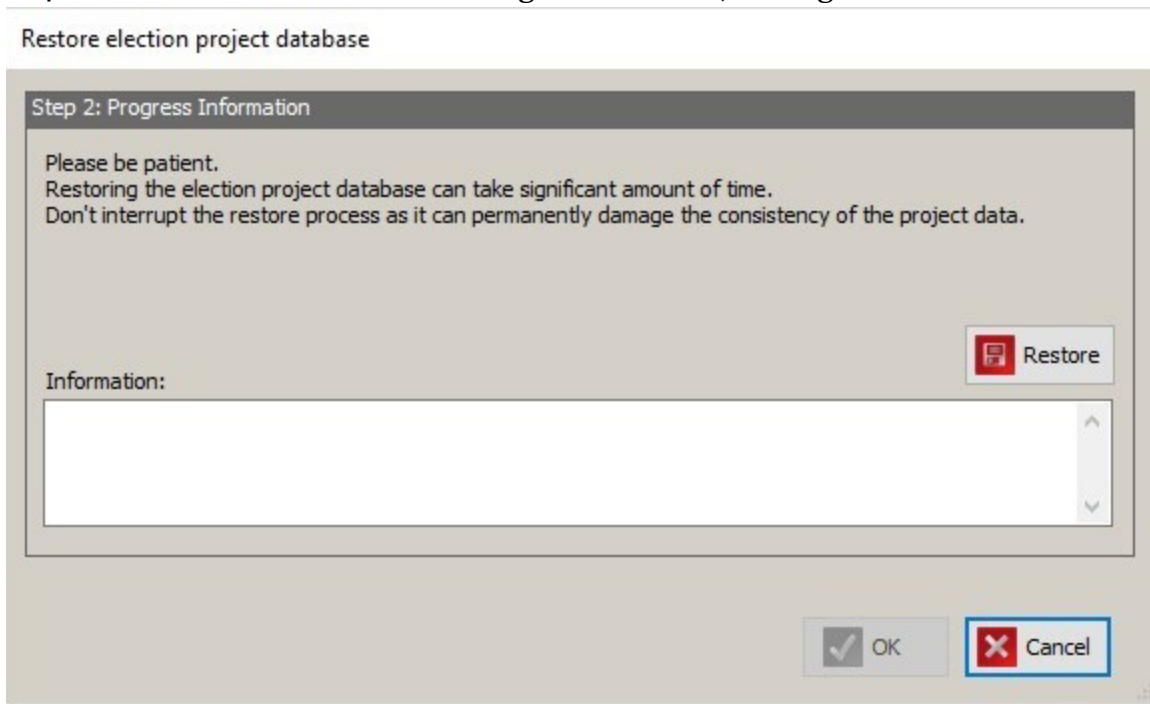 Restore election project database
Step 2: Progress Information
Please be patient.
Restoring the election project database can take significant amount of time.
Don't interrupt the restore process as it can permanently damage the consistency of the project data.
Restore
Information:
OK
Cancel